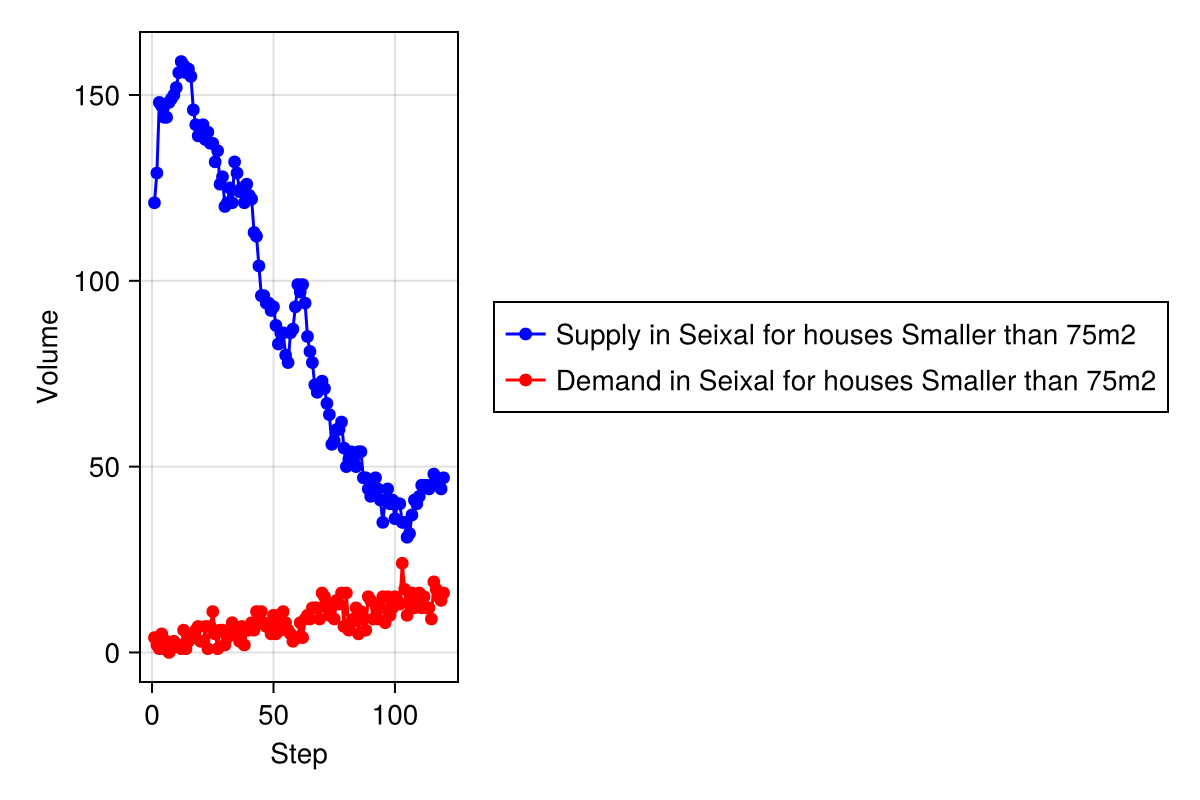 150
100
50
0
Volume
0 50 100
Step
Supply in Seixal for houses Smaller than 75m2
Demand in Seixal for houses Smaller than 75m2